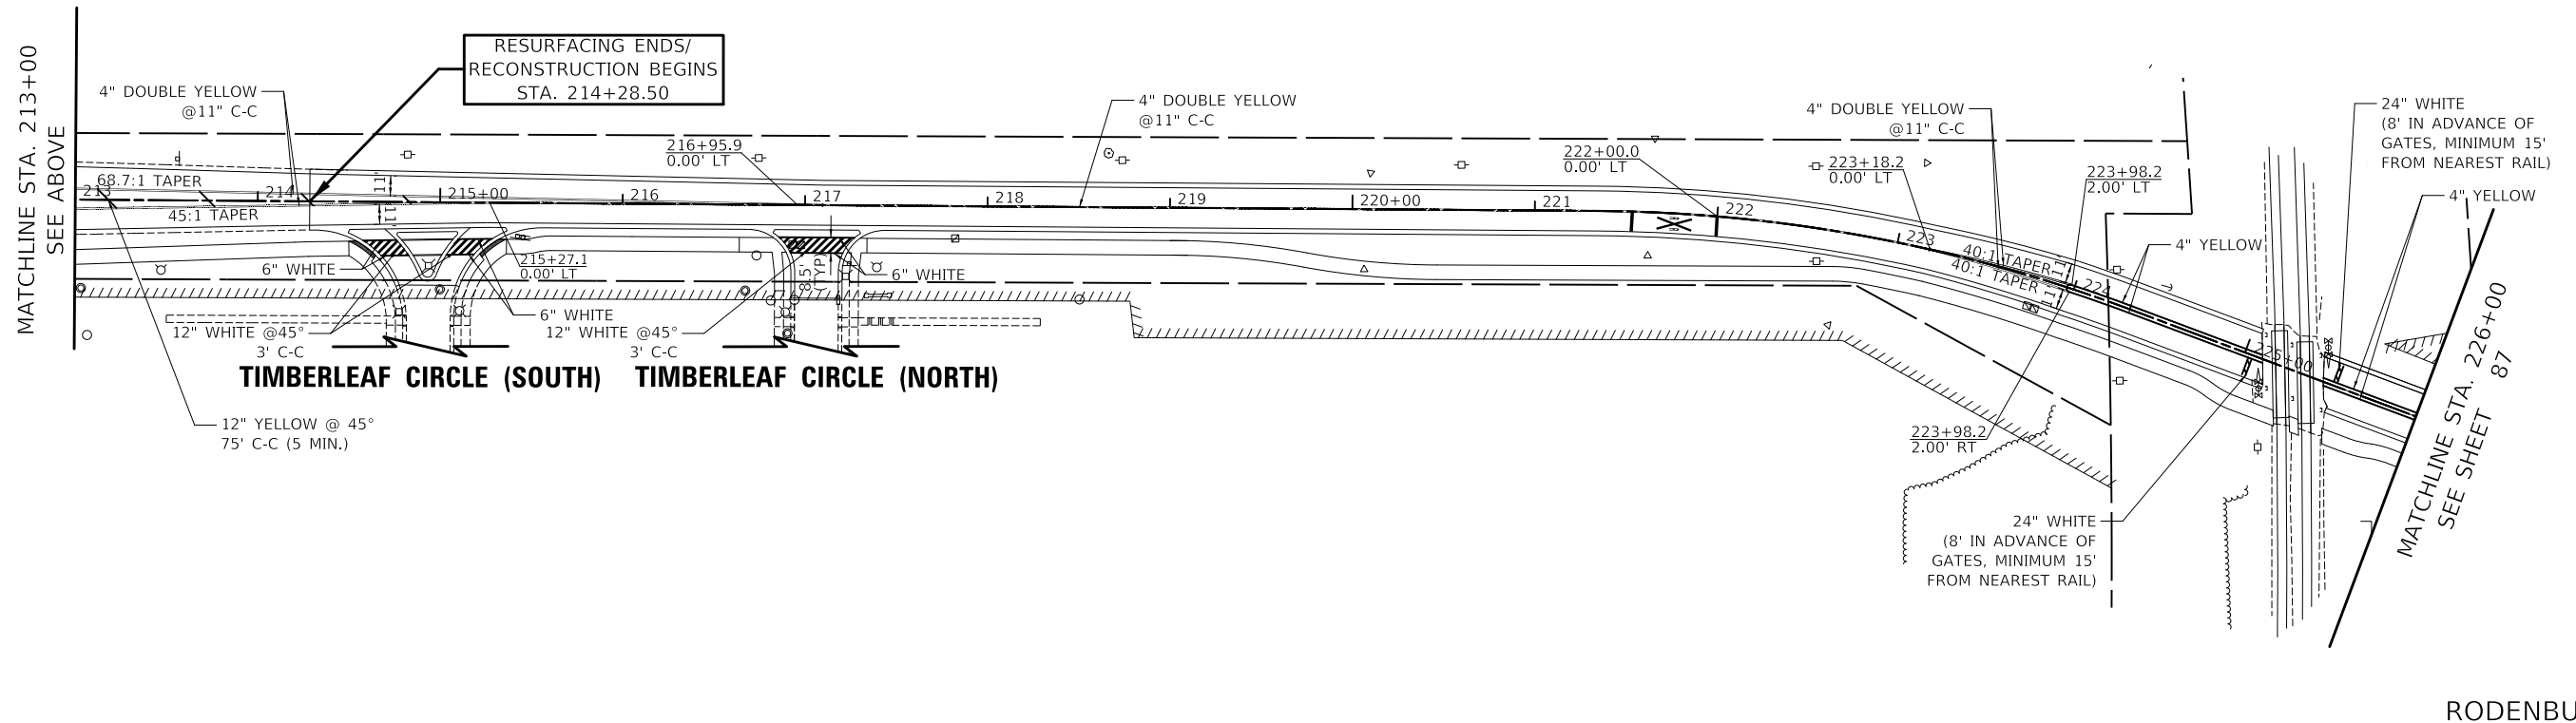 MATCHLINE STA. 213+00
SEE ABOVE
RESURFACING ENDS/
RECONSTRUCTION BEGINS
STA. 214+28.50
4" DOUBLE YELLOW
@11" C-C
68.7:1 TAPER
45:1 TAPER
213
214
11'
11'
215+00
216
216+95.9
0.00' LT
217
218
4" DOUBLE YELLOW
@11" C-C
219
220+00
221
222+00.0
0.00' LT
222
4" DOUBLE YELLOW
@11" C-C
223+18.2
0.00' LT
223
223+98.2
2.00' LT
40:1 TAPER
40:1 TAPER
11'
11'
224
4" YELLOW
24" WHITE
(8' IN ADVANCE OF
GATES, MINIMUM 15'
FROM NEAREST RAIL)
4" YELLOW
225+00
6" WHITE
215+27.1
0.00' LT
6" WHITE
12" WHITE @45°
3' C-C
12" WHITE @45°
3' C-C
8.5'
(TYP)
6" WHITE
TIMBERLEAF CIRCLE (SOUTH)
TIMBERLEAF CIRCLE (NORTH)
12" YELLOW @ 45°
75' C-C (5 MIN.)
223+98.2
2.00' RT
24" WHITE
(8' IN ADVANCE OF
GATES, MINIMUM 15'
FROM NEAREST RAIL)
MATCHLINE STA. 226+00
SEE SHEET 87
RODENBU